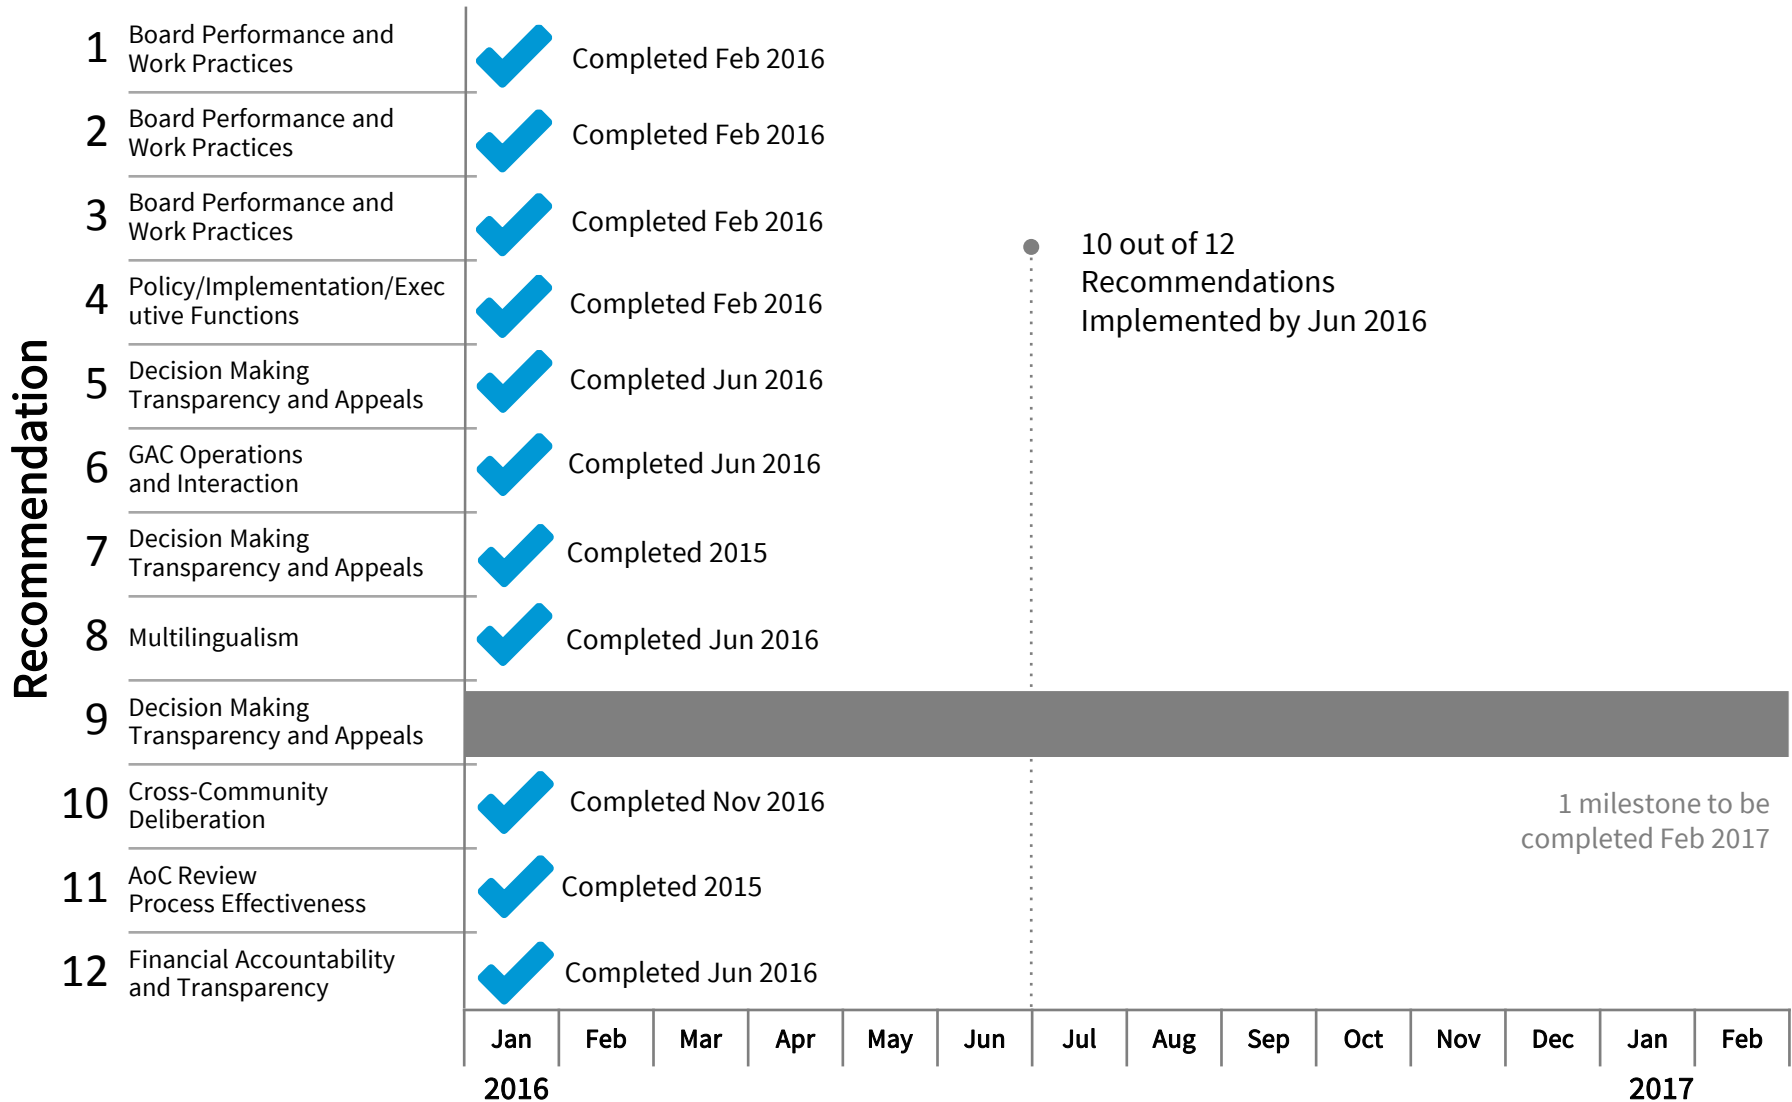 Recommendation
1
Board Performance and
Work Practices
Completed Feb 2016
2
Board Performance and
Work Practices
Completed Feb 2016
3
Board Performance and
Work Practices
Completed Feb 2016
10 out of 12
Recommendations
Implemented by Jun 2016
4
Policy/Implementation/Exec
utive Functions
Completed Feb 2016
5
Decision Making
Transparency and Appeals
Completed Jun 2016
6
GAC Operations
and Interaction
Completed Jun 2016
7
Decision Making
Transparency and Appeals
Completed 2015
8
Multilingualism
Completed Jun 2016
9
Decision Making
Transparency and Appeals
10
Cross-Community
Deliberation
Completed Nov 2016
1 milestone to be
completed Feb 2017
11
AoC Review
Process Effectiveness
Completed 2015
12
Financial Accountability
and Transparency
Completed Jun 2016
Jan Feb Mar Apr May Jun Jul Aug Sep Oct Nov Dec Jan Feb
2016 2017